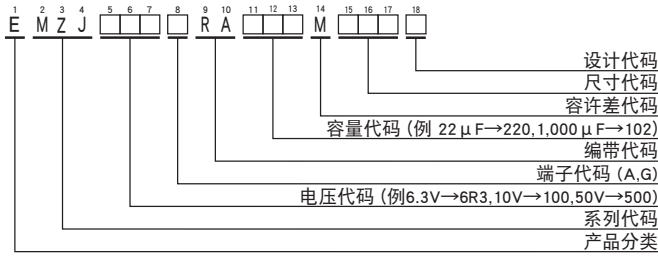 1 2 3 4 5 6 7 8 9 10 11 12 13 14 15 16 17 18
E M Z J □□□ □ R A □□□ M □□□ □
设计代码
尺寸代码
容许差代码
容量代码 (例 22μF→220,1,000μF→102)
编带代码
端子代码 (A,G)
电压代码 (例6.3V→6R3,10V→100,50V→500)
系列代码
产品分类